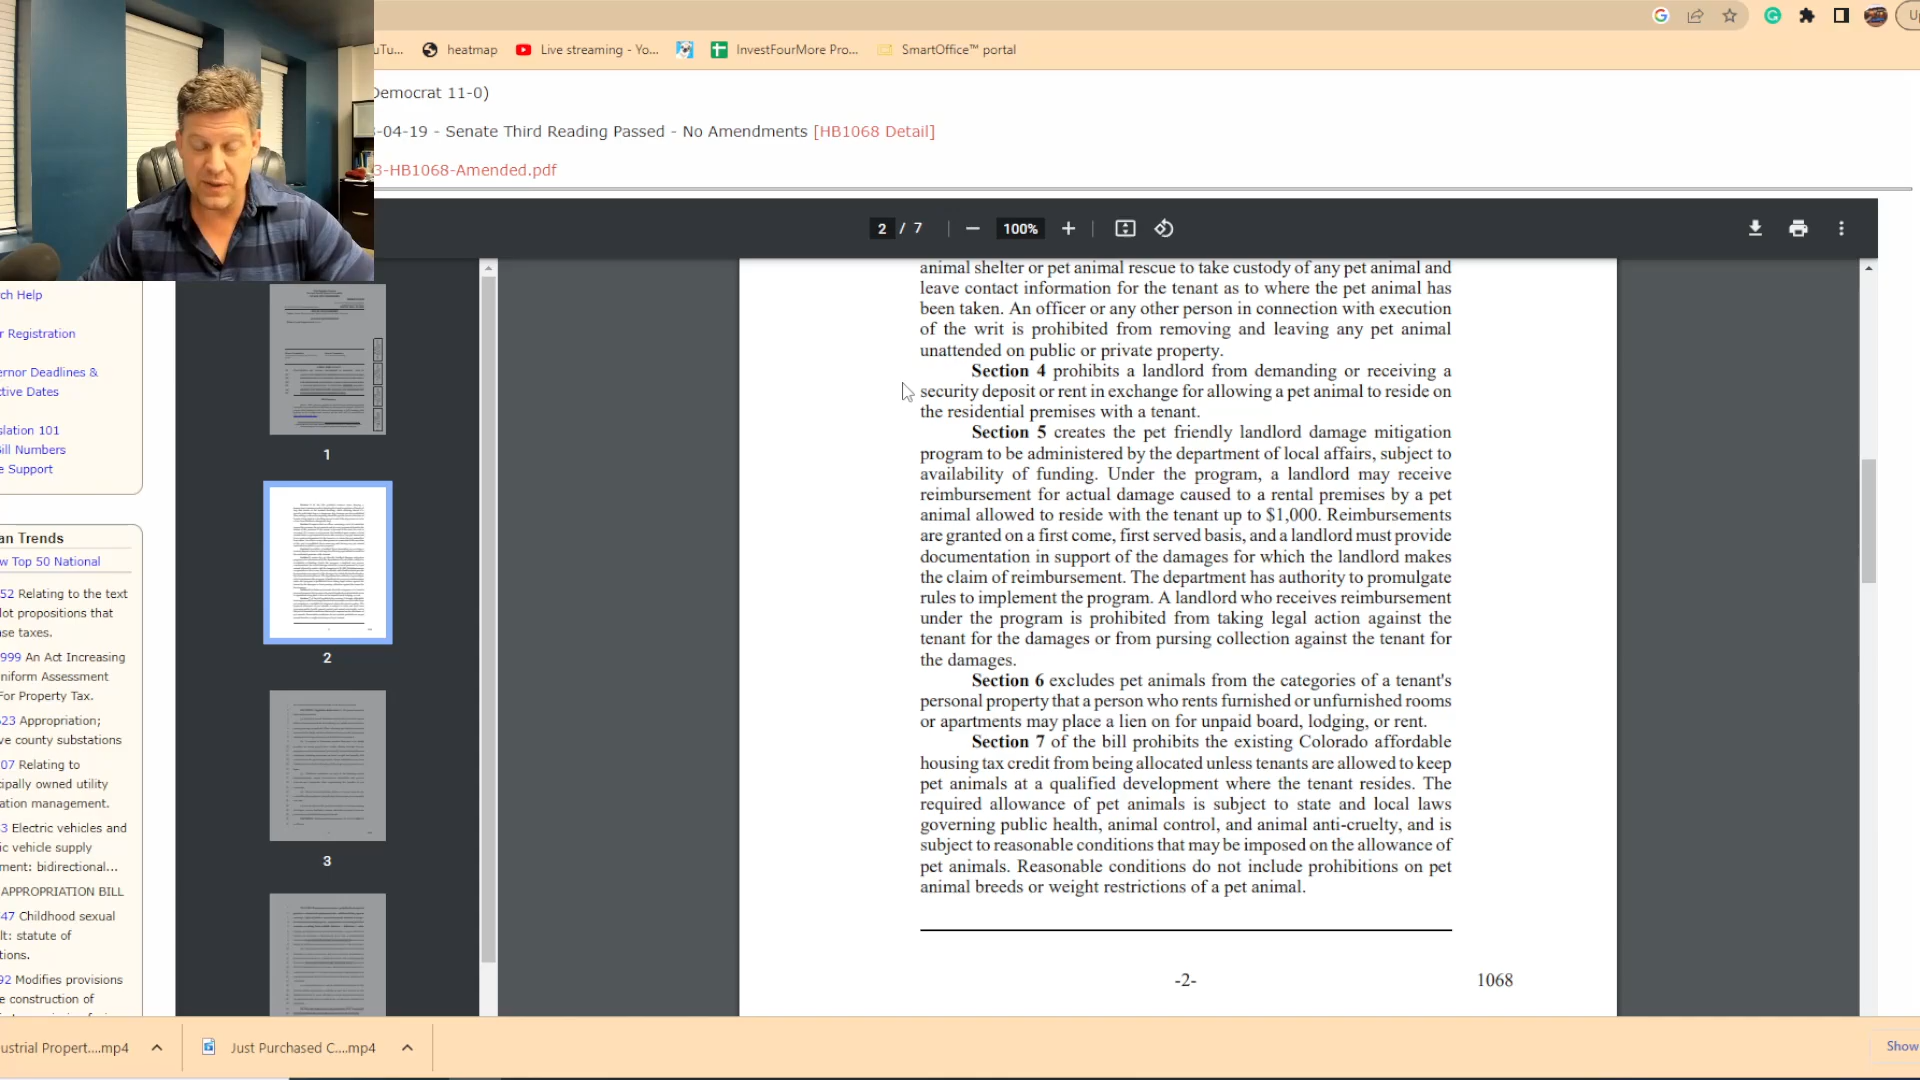 Up
uTu...
heatmap
Live streaming - Yo...
InvestFourMore Pro...
SmartOffice™ portal
Democrat 11-0)
-04-19 - Senate Third Reading Passed - No Amendments [HB1068 Detail]
3-HB1068-Amended.pdf
2 / 7
100%
rch Help
r Registration
ernor Deadlines &
ctive Dates
slation 101
Bill Numbers
e Support
an Trends
w Top 50 National
52 Relating to the text
lot propositions that
ase taxes.
999 An Act Increasing
niform Assessment
For Property Tax.
623 Appropriation;
ve county substations
07 Relating to
cipally owned utility
ation management.
3 Electric vehicles and
ic vehicle supply
ment: bidirectional...
APPROPRIATION BILL
47 Childhood sexual
lt: statute of
tions.
92 Modifies provisions
e construction of
1
2
3
animal shelter or pet animal rescue to take custody of any pet animal and
leave contact information for the tenant as to where the pet animal has
been taken. An officer or any other person in connection with execution
of the writ is prohibited from removing and leaving any pet animal
unattended on public or private property.
Section 4 prohibits a landlord from demanding or receiving a
security deposit or rent in exchange for allowing a pet animal to reside on
the residential premises with a tenant.
Section 5 creates the pet friendly landlord damage mitigation
program to be administered by the department of local affairs, subject to
availability of funding. Under the program, a landlord may receive
reimbursement for actual damage caused to a rental premises by a pet
animal allowed to reside with the tenant up to $1,000. Reimbursements
are granted on a first come, first served basis, and a landlord must provide
documentation in support of the damages for which the landlord makes
the claim of reimbursement. The department has authority to promulgate
rules to implement the program. A landlord who receives reimbursement
under the program is prohibited from taking legal action against the
tenant for the damages or from pursing collection against the tenant for
the damages.
Section 6 excludes pet animals from the categories of a tenant's
personal property that a person who rents furnished or unfurnished rooms
or apartments may place a lien on for unpaid board, lodging, or rent.
Section 7 of the bill prohibits the existing Colorado affordable
housing tax credit from being allocated unless tenants are allowed to keep
pet animals at a qualified development where the tenant resides. The
required allowance of pet animals is subject to state and local laws
governing public health, animal control, and animal anti-cruelty, and is
subject to reasonable conditions that may be imposed on the allowance of
pet animals. Reasonable conditions do not include prohibitions on pet
animal breeds or weight restrictions of a pet animal.
-2-
1068
ustrial Propert....mp4
Just Purchased C....mp4
Show